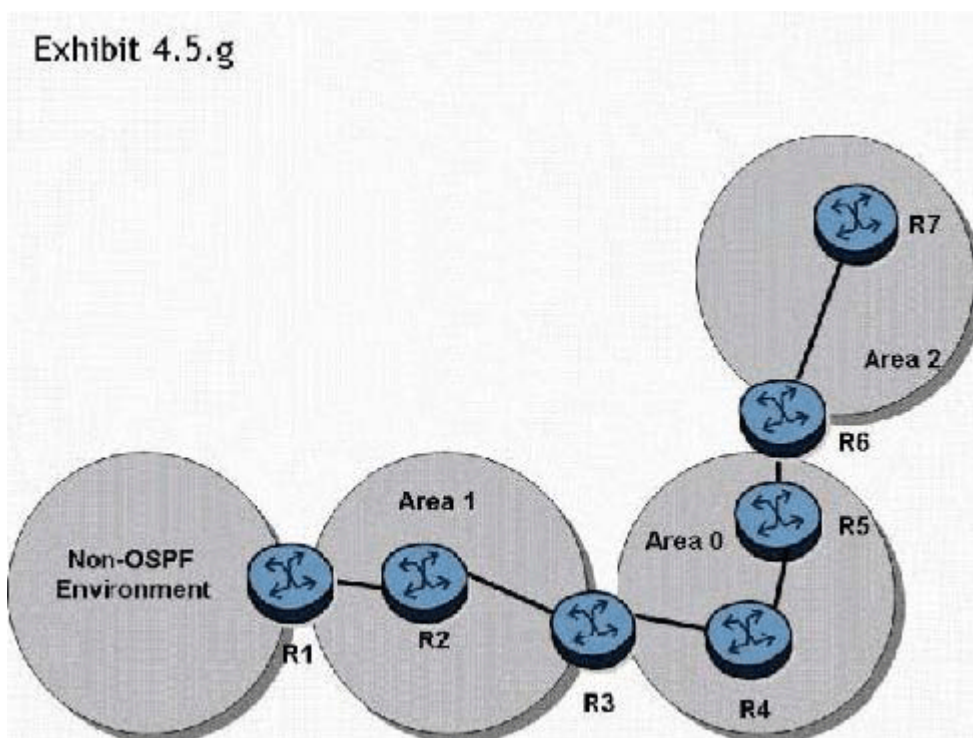 Exhibit 4.5.g
R7
Area 2
R6
Area 1
Area 0
R5
Non-OSPF
Environment
R2
R1
R3
R4